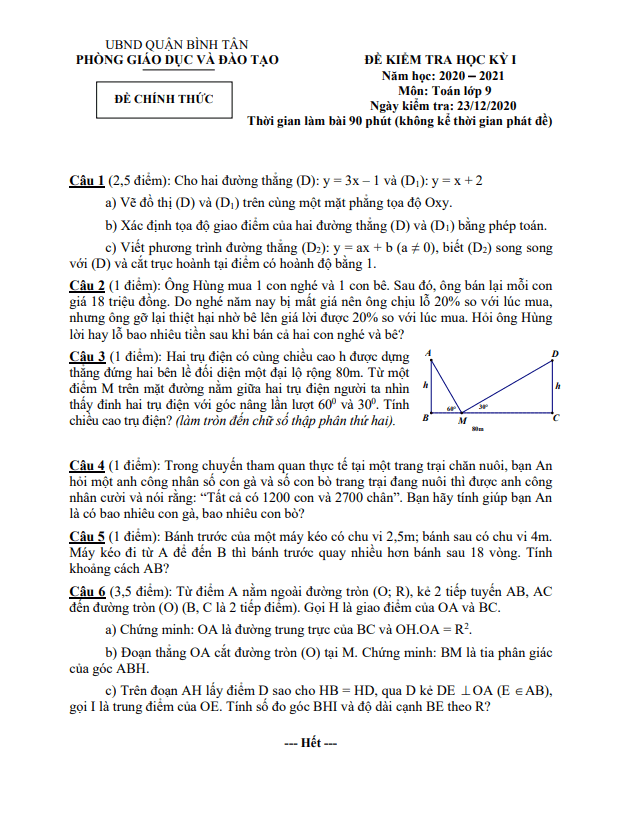 UBND QUẬN BÌNH TÂN
PHÒNG GIÁO DỤC VÀ ĐÀO TẠO
ĐỀ CHÍNH THỨC
ĐỀ KIỂM TRA HỌC KỲ I
Năm học: 2020 – 2021
Môn: Toán lớp 9
Ngày kiểm tra: 23/12/2020
Thời gian làm bài 90 phút (không kể thời gian phát đề)
Câu 1 (2,5 điểm): Cho hai đường thẳng (D): y = 3x – 1 và (D₁): y = x + 2
a) Vẽ đồ thị (D) và (D₁) trên cùng một mặt phẳng tọa độ Oxy.
b) Xác định tọa độ giao điểm của hai đường thẳng (D) và (D₁) bằng phép toán.
c) Viết phương trình đường thẳng (D₂): y = ax + b (a ≠ 0), biết (D₂) song song
với (D) và cắt trục hoành tại điểm có hoành độ bằng 1.
Câu 2 (1 điểm): Ông Hùng mua 1 con nghé và 1 con bê. Sau đó, ông bán lại mỗi con
giá 18 triệu đồng. Do nghé năm nay bị mất giá nên ông chịu lỗ 20% so với lúc mua,
nhưng ông gỡ lại thiệt hại nhờ bê lên giá lời được 20% so với lúc mua. Hỏi ông Hùng
lời hay lỗ bao nhiêu tiền sau khi bán cả hai con nghé và bê?
Câu 3 (1 điểm): Hai trụ điện có cùng chiều cao h được dựng
thẳng đứng hai bên lề đối diện một đại lộ rộng 80m. Từ một
điểm M trên mặt đường nằm giữa hai trụ điện người ta nhìn
thấy đỉnh hai trụ điện với góc nâng lần lượt 60⁰ và 30⁰. Tính
chiều cao trụ điện? (làm tròn đến chữ số thập phân thứ hai).
A
D
h
h
60⁰
30⁰
B
M
C
80m
Câu 4 (1 điểm): Trong chuyến tham quan thực tế tại một trang trại chăn nuôi, bạn An
hỏi một anh công nhân số con gà và số con bò trang trại đang nuôi thì được anh công
nhân cười và nói rằng: “Tất cả có 1200 con và 2700 chân”. Bạn hãy tính giúp bạn An
là có bao nhiêu con gà, bao nhiêu con bò?
Câu 5 (1 điểm): Bánh trước của một máy kéo có chu vi 2,5m; bánh sau có chu vi 4m.
Máy kéo đi từ A để đến B thì bánh trước quay nhiều hơn bánh sau 18 vòng. Tính
khoảng cách AB?
Câu 6 (3,5 điểm): Từ điểm A nằm ngoài đường tròn (O; R), kẻ 2 tiếp tuyến AB, AC
đến đường tròn (O) (B, C là 2 tiếp điểm). Gọi H là giao điểm của OA và BC.
a) Chứng minh: OA là đường trung trực của BC và OH.OA = R².
b) Đoạn thẳng OA cắt đường tròn (O) tại M. Chứng minh: BM là tia phân giác
của góc ABH.
c) Trên đoạn AH lấy điểm D sao cho HB = HD, qua D kẻ DE ⊥OA (E ∈AB),
gọi I là trung điểm của OE. Tính số đo góc BHI và độ dài cạnh BE theo R?
--- Hết ---